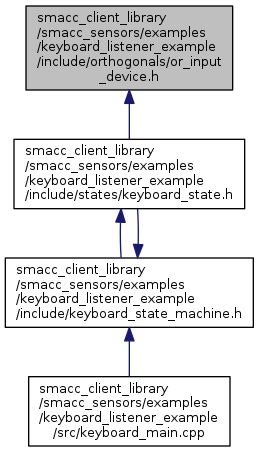 smacc_client_library
/smacc_sensors/examples
/keyboard_listener_example
/include/orthogonals/or_input
_device.h
smacc_client_library
/smacc_sensors/examples
/keyboard_listener_example
/include/states/keyboard_state.h
smacc_client_library
/smacc_sensors/examples
/keyboard_listener_example
/include/keyboard_state_machine.h
smacc_client_library
/smacc_sensors/examples
/keyboard_listener_example
/src/keyboard_main.cpp